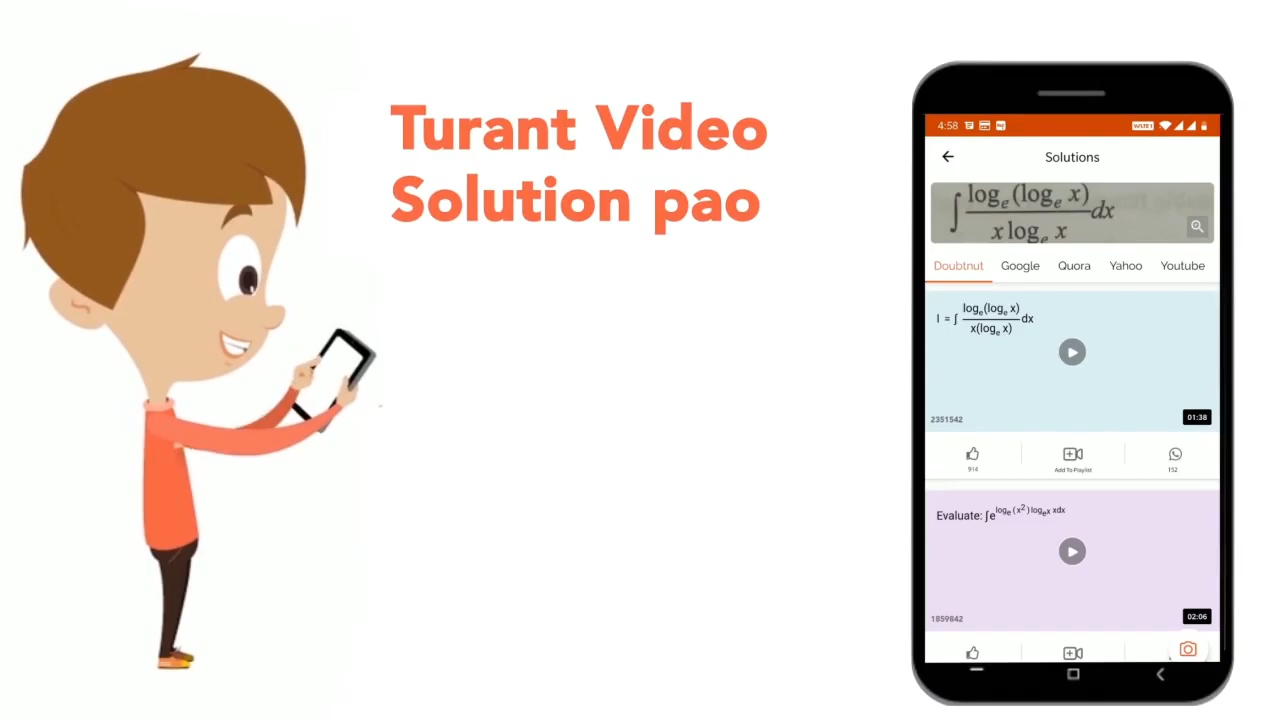 Turant Video
Solution pao
4:58
Solutions
∫ logₑ(logₑ x) / x logₑ x dx
Doubtnut Google Quora Yahoo Youtube
I = ∫ logₑ(logₑ x) / x(logₑ x) dx
2351542 01:38
914 Add To Playlist 152
Evaluate: ∫e^logₑ(x²)logₑx xdx
1859842 02:06